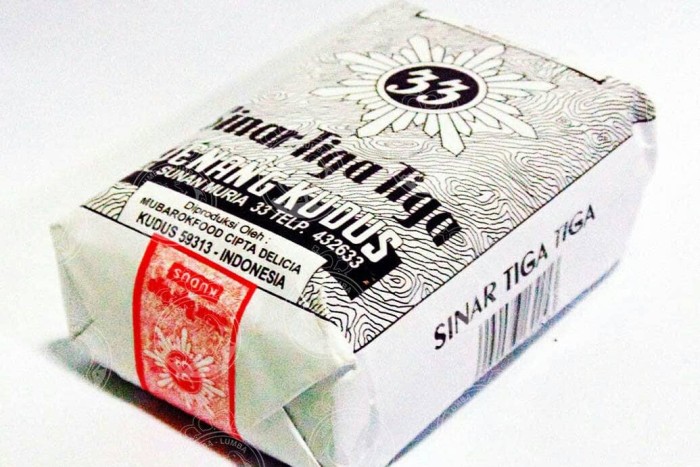 33
Sinar Tiga Tiga
JENANG KUDUS
SUNAN MURIA 33 TELP. 432633
Diproduksi Oleh :
MUBAROKFOOD CIPTA DELICIA
KUDUS 59313 - INDONESIA
SINAR TIGA TIGA
KUDUS
33